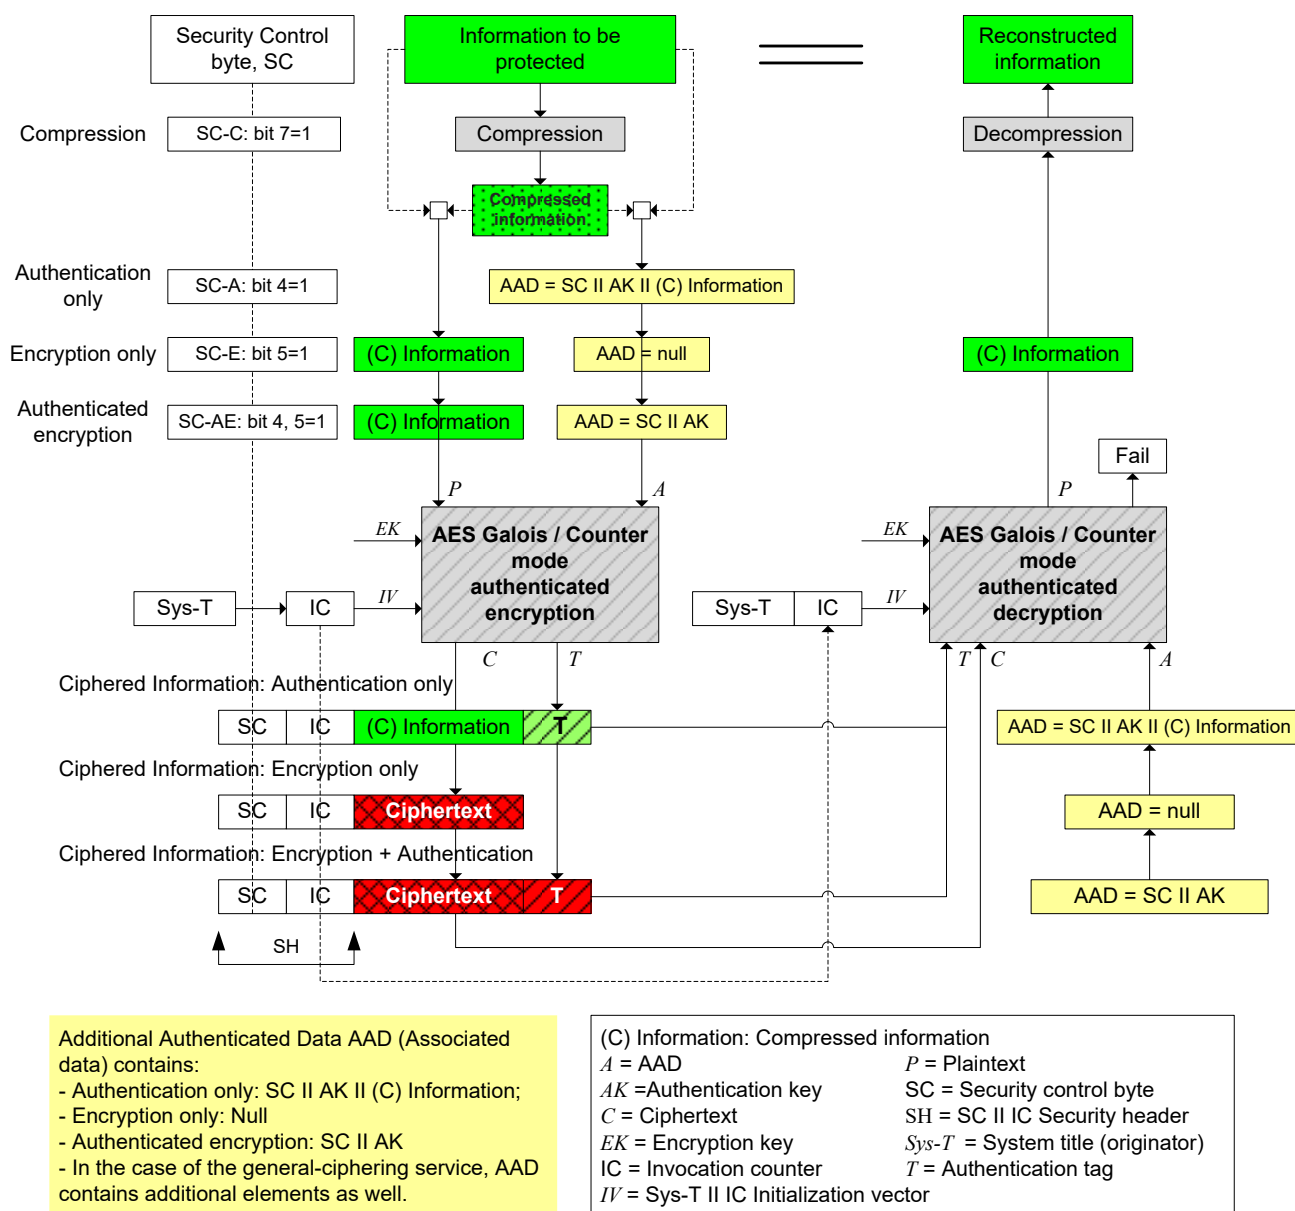 Security Control
byte, SC
Information to be
protected
Reconstructed
information
Compression
SC-C: bit 7=1
Compression
Decompression
Compressed
information
Authentication
only
SC-A: bit 4=1
AAD = SC II AK II (C) Information
Encryption only
SC-E: bit 5=1
(C) Information
AAD = null
(C) Information
Authenticated
encryption
SC-AE: bit 4, 5=1
(C) Information
AAD = SC II AK
Fail
P
A
P
EK
AES Galois / Counter
mode
authenticated
encryption
EK
AES Galois / Counter
mode
authenticated
decryption
Sys-T
IC
IV
Sys-T
IC
IV
C
T
T
C
A
Ciphered Information: Authentication only
SC
IC
(C) Information
T
AAD = SC II AK II (C) Information
Ciphered Information: Encryption only
SC
IC
Ciphertext
AAD = null
Ciphered Information: Encryption + Authentication
SC
IC
Ciphertext
T
AAD = SC II AK
SH
Additional Authenticated Data AAD (Associated
data) contains:
- Authentication only: SC II AK II (C) Information;
- Encryption only: Null
- Authenticated encryption: SC II AK
- In the case of the general-ciphering service, AAD
contains additional elements as well.
(C) Information: Compressed information
A = AAD
P = Plaintext
AK =Authentication key
SC = Security control byte
C = Ciphertext
SH = SC II IC Security header
EK = Encryption key
Sys-T = System title (originator)
IC = Invocation counter
T = Authentication tag
IV = Sys-T II IC Initialization vector